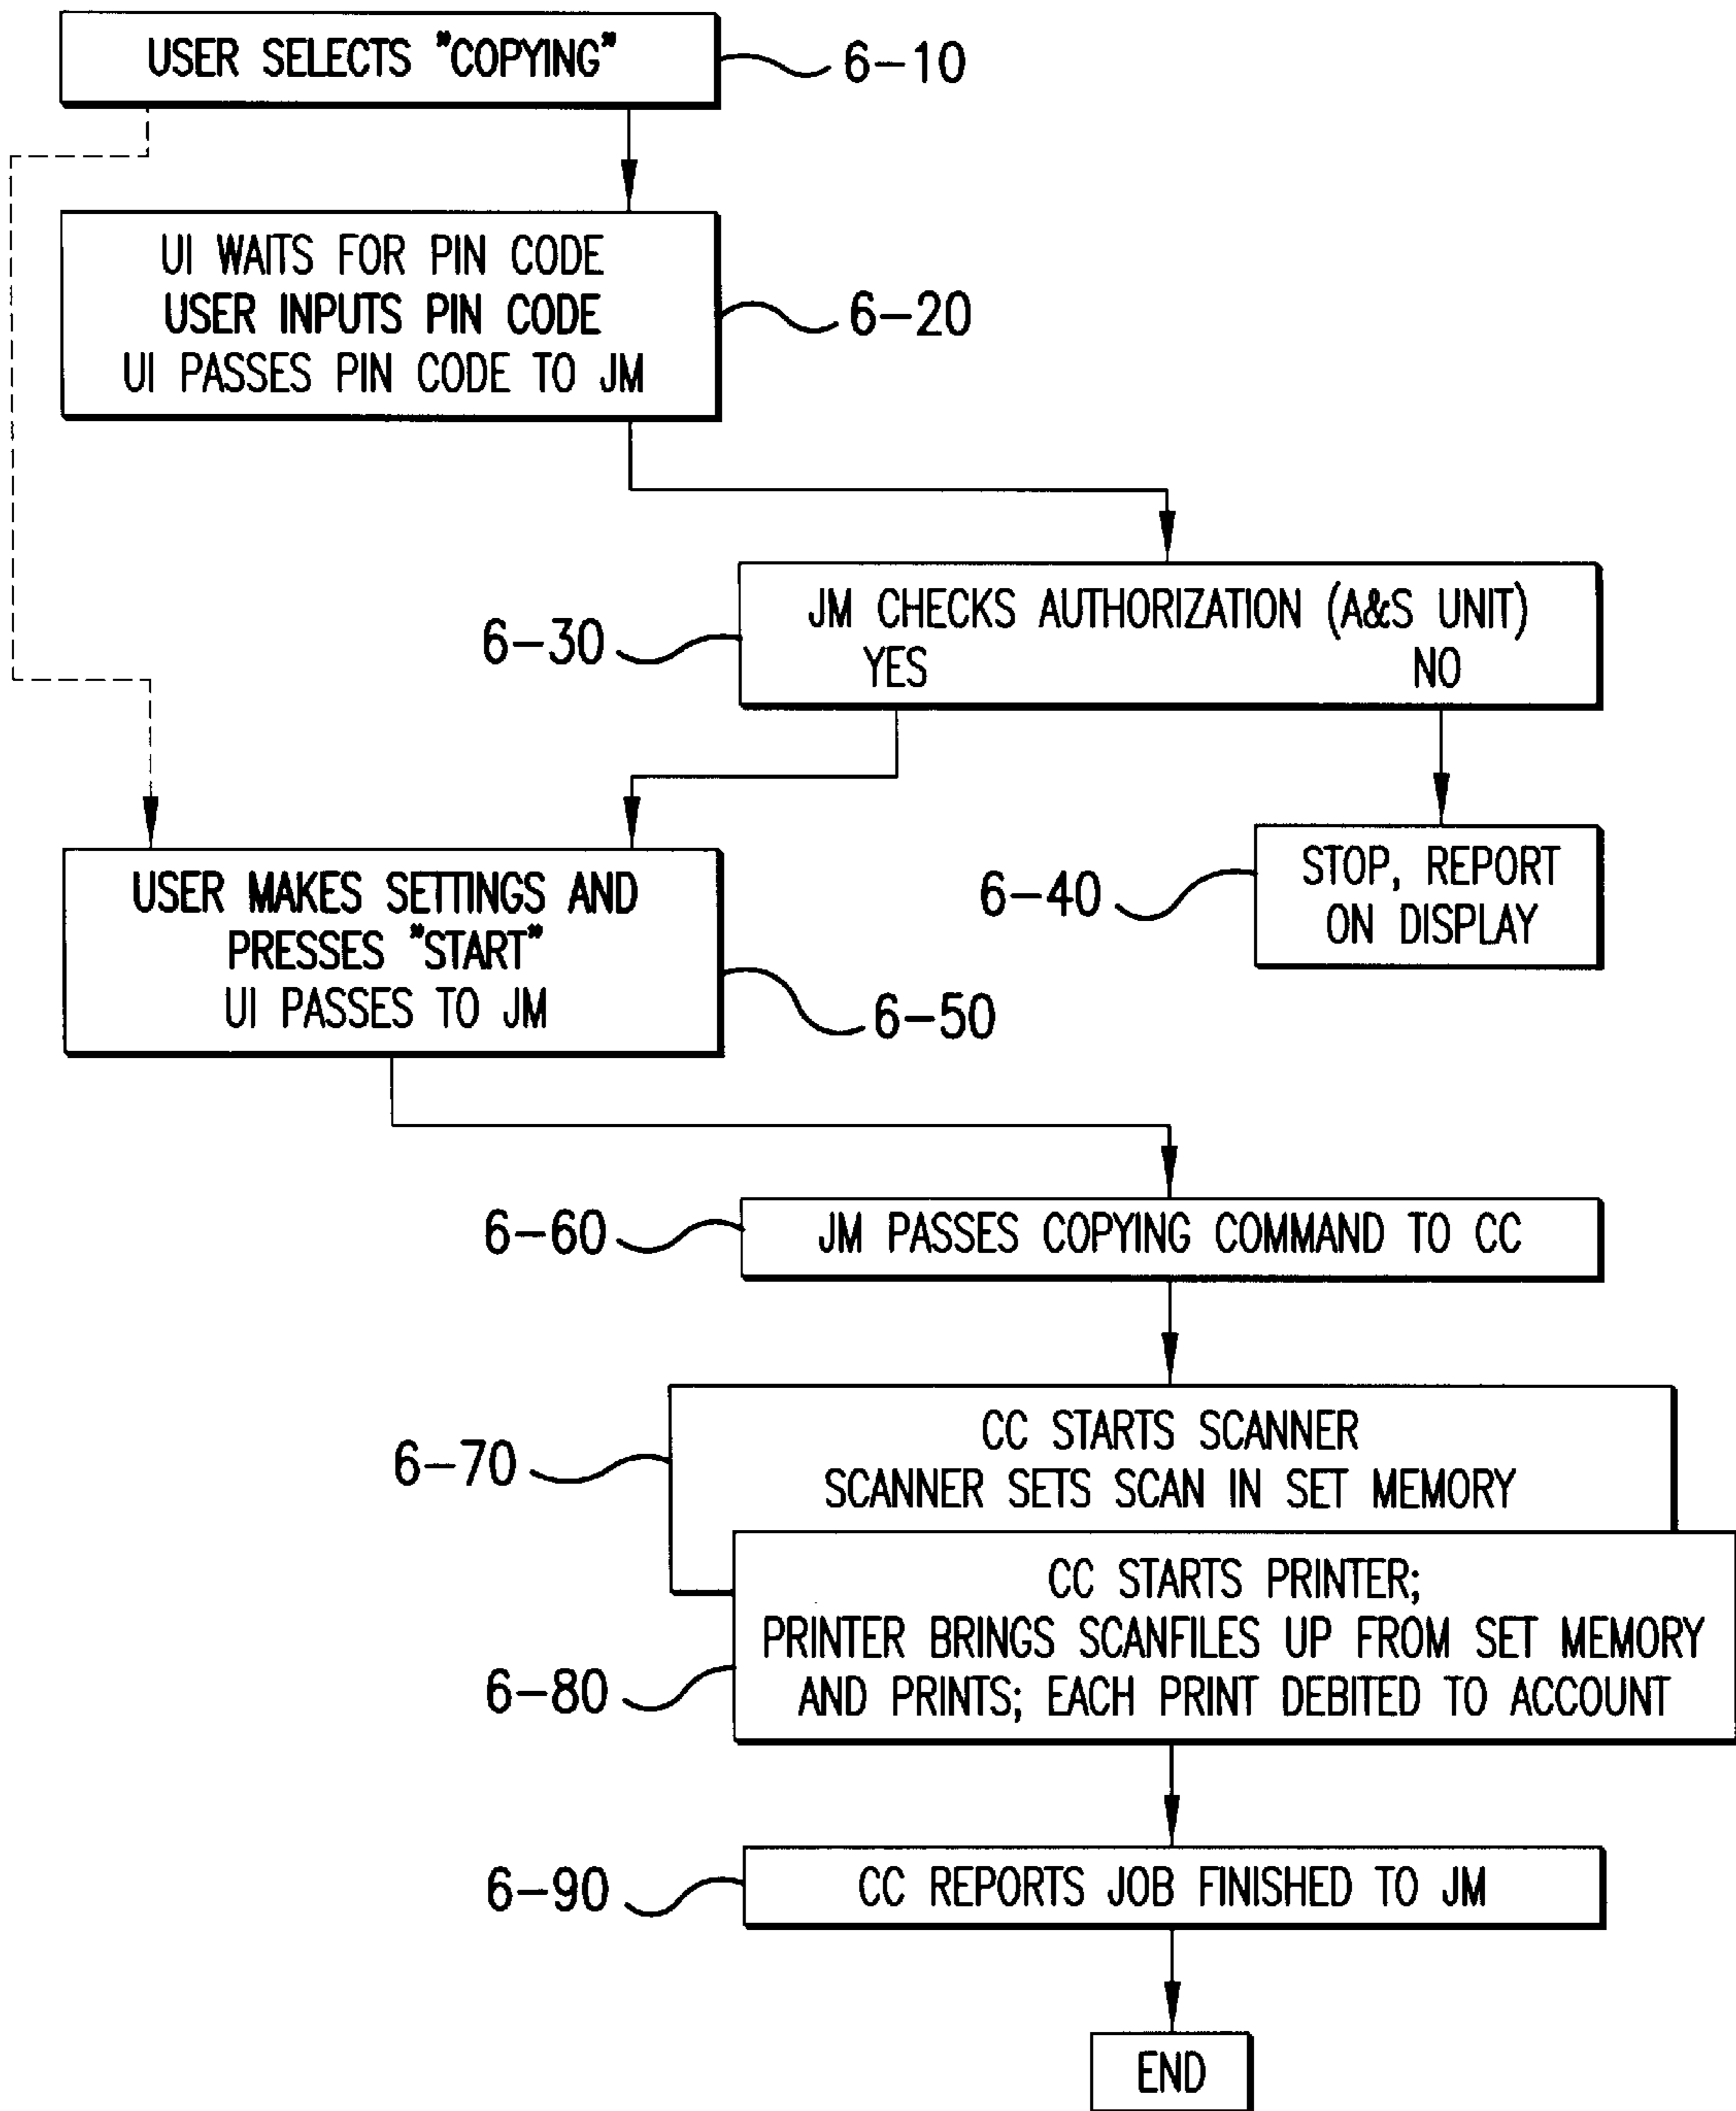 USER SELECTS "COPYING"
6-10
UI WAITS FOR PIN CODE
USER INPUTS PIN CODE
UI PASSES PIN CODE TO JM
6-20
JM CHECKS AUTHORIZATION (A&S UNIT)
YES NO
6-30
STOP, REPORT
ON DISPLAY
6-40
USER MAKES SETTINGS AND
PRESSES "START"
UI PASSES TO JM
6-50
6-60
JM PASSES COPYING COMMAND TO CC
CC STARTS SCANNER
SCANNER SETS SCAN IN SET MEMORY
6-70
CC STARTS PRINTER;
PRINTER BRINGS SCANFILES UP FROM SET MEMORY
AND PRINTS; EACH PRINT DEBITED TO ACCOUNT
6-80
6-90
CC REPORTS JOB FINISHED TO JM
END